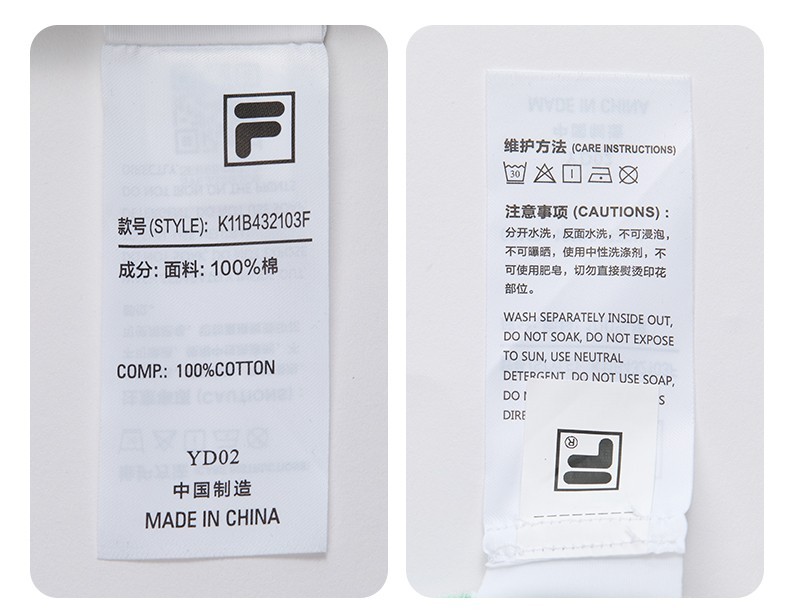 款号(STYLE): K11B432103F
成分: 面料: 100%棉
COMP.: 100%COTTON
YD02
中国制造
MADE IN CHINA
维护方法 (CARE INSTRUCTIONS)
30
注意事项 (CAUTIONS) :
分开水洗，反面水洗，不可浸泡，
不可曝晒，使用中性洗涤剂，不
可使用肥皂，切勿直接熨烫印花
部位。
WASH SEPARATELY INSIDE OUT,
DO NOT SOAK, DO NOT EXPOSE
TO SUN, USE NEUTRAL
DETERGENT, DO NOT USE SOAP,
DO